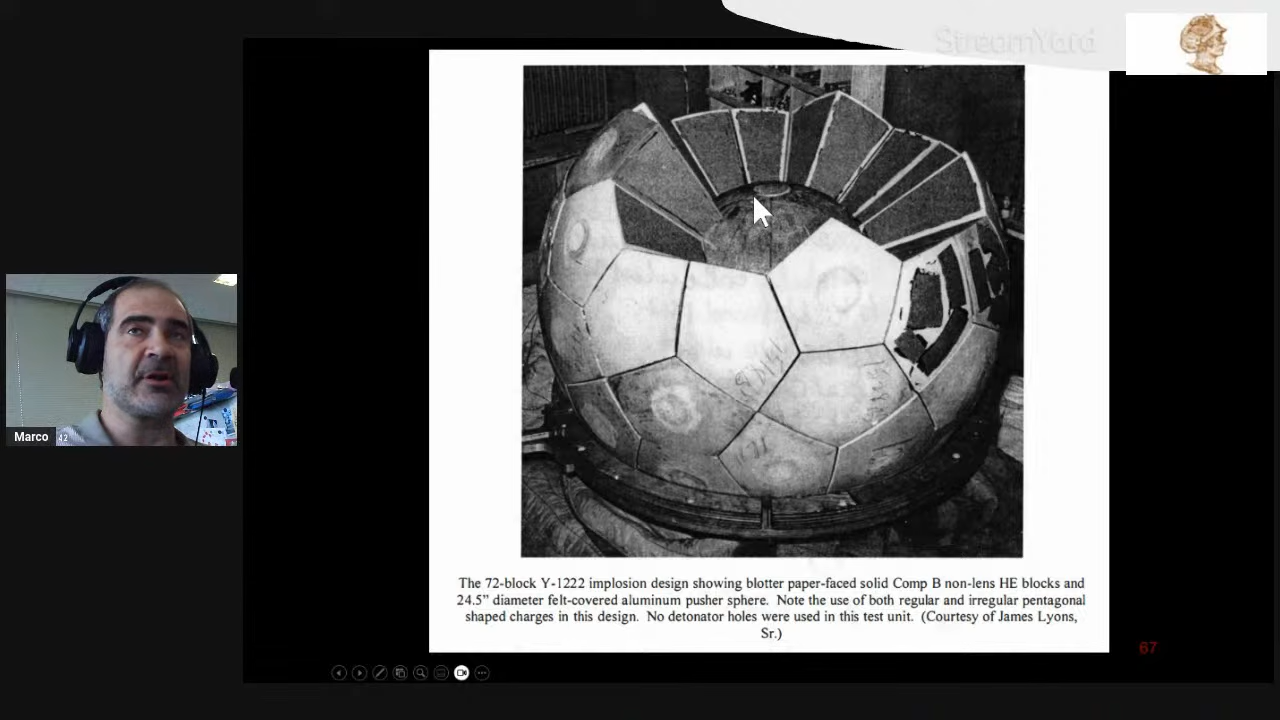 StreamYard
The 72-block Y-1222 implosion design showing blotter paper-faced solid Comp B non-lens HE blocks and
24.5” diameter felt-covered aluminum pusher sphere.  Note the use of both regular and irregular pentagonal
shaped charges in this design.  No detonator holes were used in this test unit.  (Courtesy of James Lyons,
Sr.)
67
Marco
42